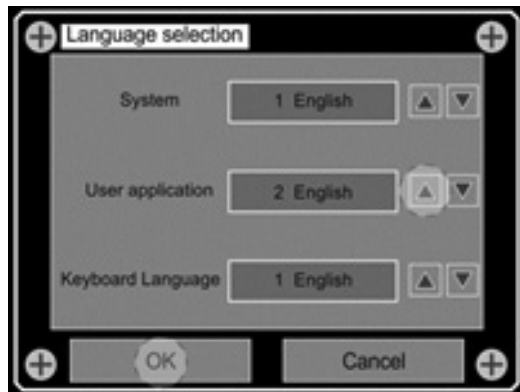 Language selection
System 1 English
User application 2 English
Keyboard Language 1 English
OK Cancel